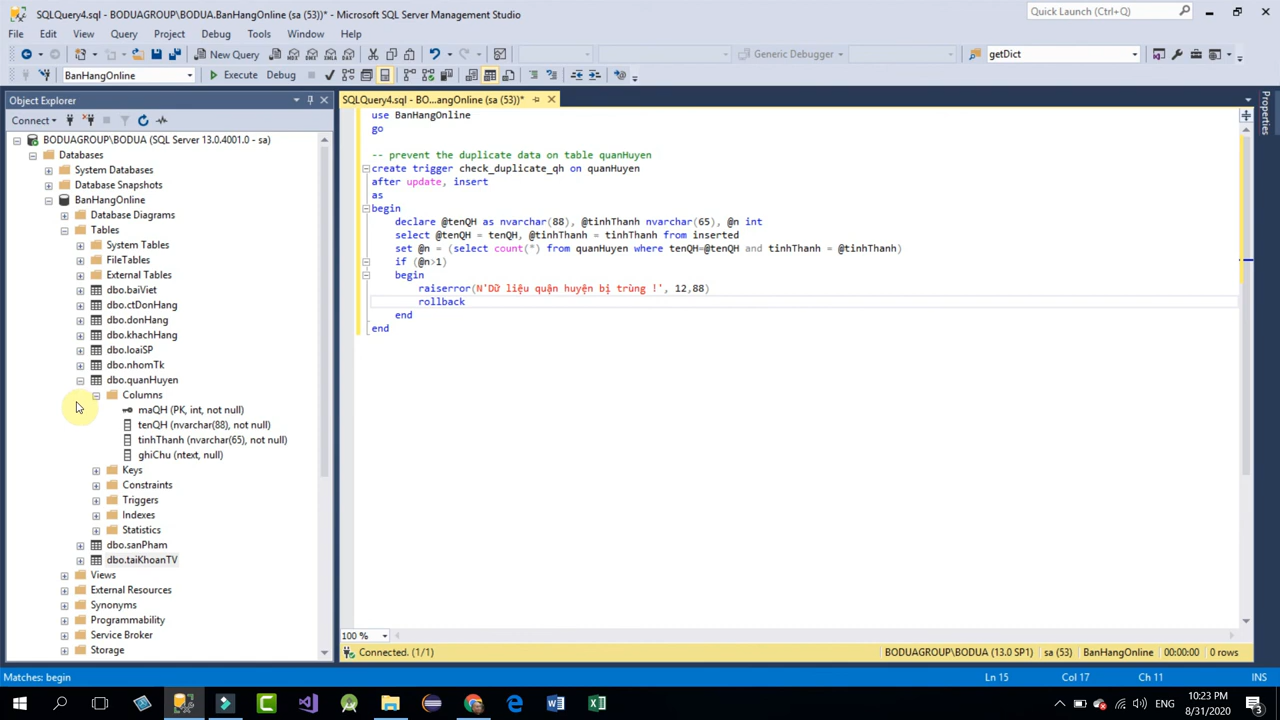 SQLQuery4.sql - BODUAGROUP\BODUA.BanHangOnline (sa (53))* - Microsoft SQL Server Management Studio
Quick Launch (Ctrl+Q)
File Edit View Query Project Debug Tools Window Help
New Query
Generic Debugger
getDict
BanHangOnline
Execute Debug
Object Explorer
SQLQuery4.sql - BO...angOnline (sa (53))*
Properties
Connect
BODUAGROUP\BODUA (SQL Server 13.0.4001.0 - sa)
Databases
System Databases
Database Snapshots
BanHangOnline
Database Diagrams
Tables
System Tables
FileTables
External Tables
dbo.baiViet
dbo.ctDonHang
dbo.donHang
dbo.khachHang
dbo.loaiSP
dbo.nhomTk
dbo.quanHuyen
Columns
maQH (PK, int, not null)
tenQH (nvarchar(88), not null)
tinhThanh (nvarchar(65), not null)
ghiChu (ntext, null)
Keys
Constraints
Triggers
Indexes
Statistics
dbo.sanPham
dbo.taiKhoanTV
Views
External Resources
Synonyms
Programmability
Service Broker
Storage
use BanHangOnline
go
-- prevent the duplicate data on table quanHuyen
create trigger check_duplicate_qh on quanHuyen
after update, insert
as
begin
declare @tenQH as nvarchar(88), @tinhThanh nvarchar(65), @n int
select @tenQH = tenQH, @tinhThanh = tinhThanh from inserted
set @n = (select count(*) from quanHuyen where tenQH=@tenQH and tinhThanh = @tinhThanh)
if (@n>1)
begin
raiserror(N'Dữ liệu quận huyện bị trùng !', 12,88)
rollback
end
end
100 %
Connected. (1/1)
BODUAGROUP\BODUA (13.0 SP1) sa (53) BanHangOnline 00:00:00 0 rows
Matches: begin
Ln 15 Col 17 Ch 11 INS
ENG
10:23 PM
8/31/2020
3